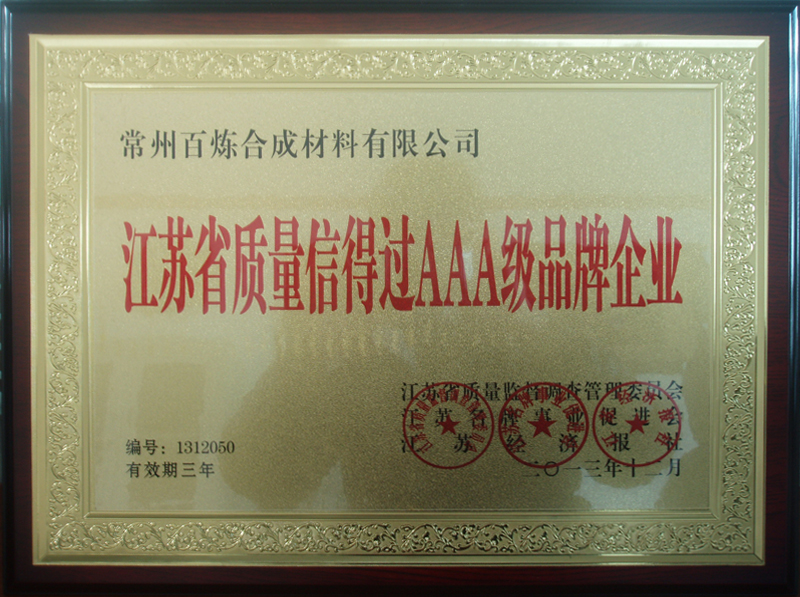 常州百炼合成材料有限公司
江苏省质量信得过AAA级品牌企业
江苏省质量监督调查管理委员会
江苏省牌事业促进会
江苏经济报社
编号：1312050
有效期三年
二〇一三年十二月